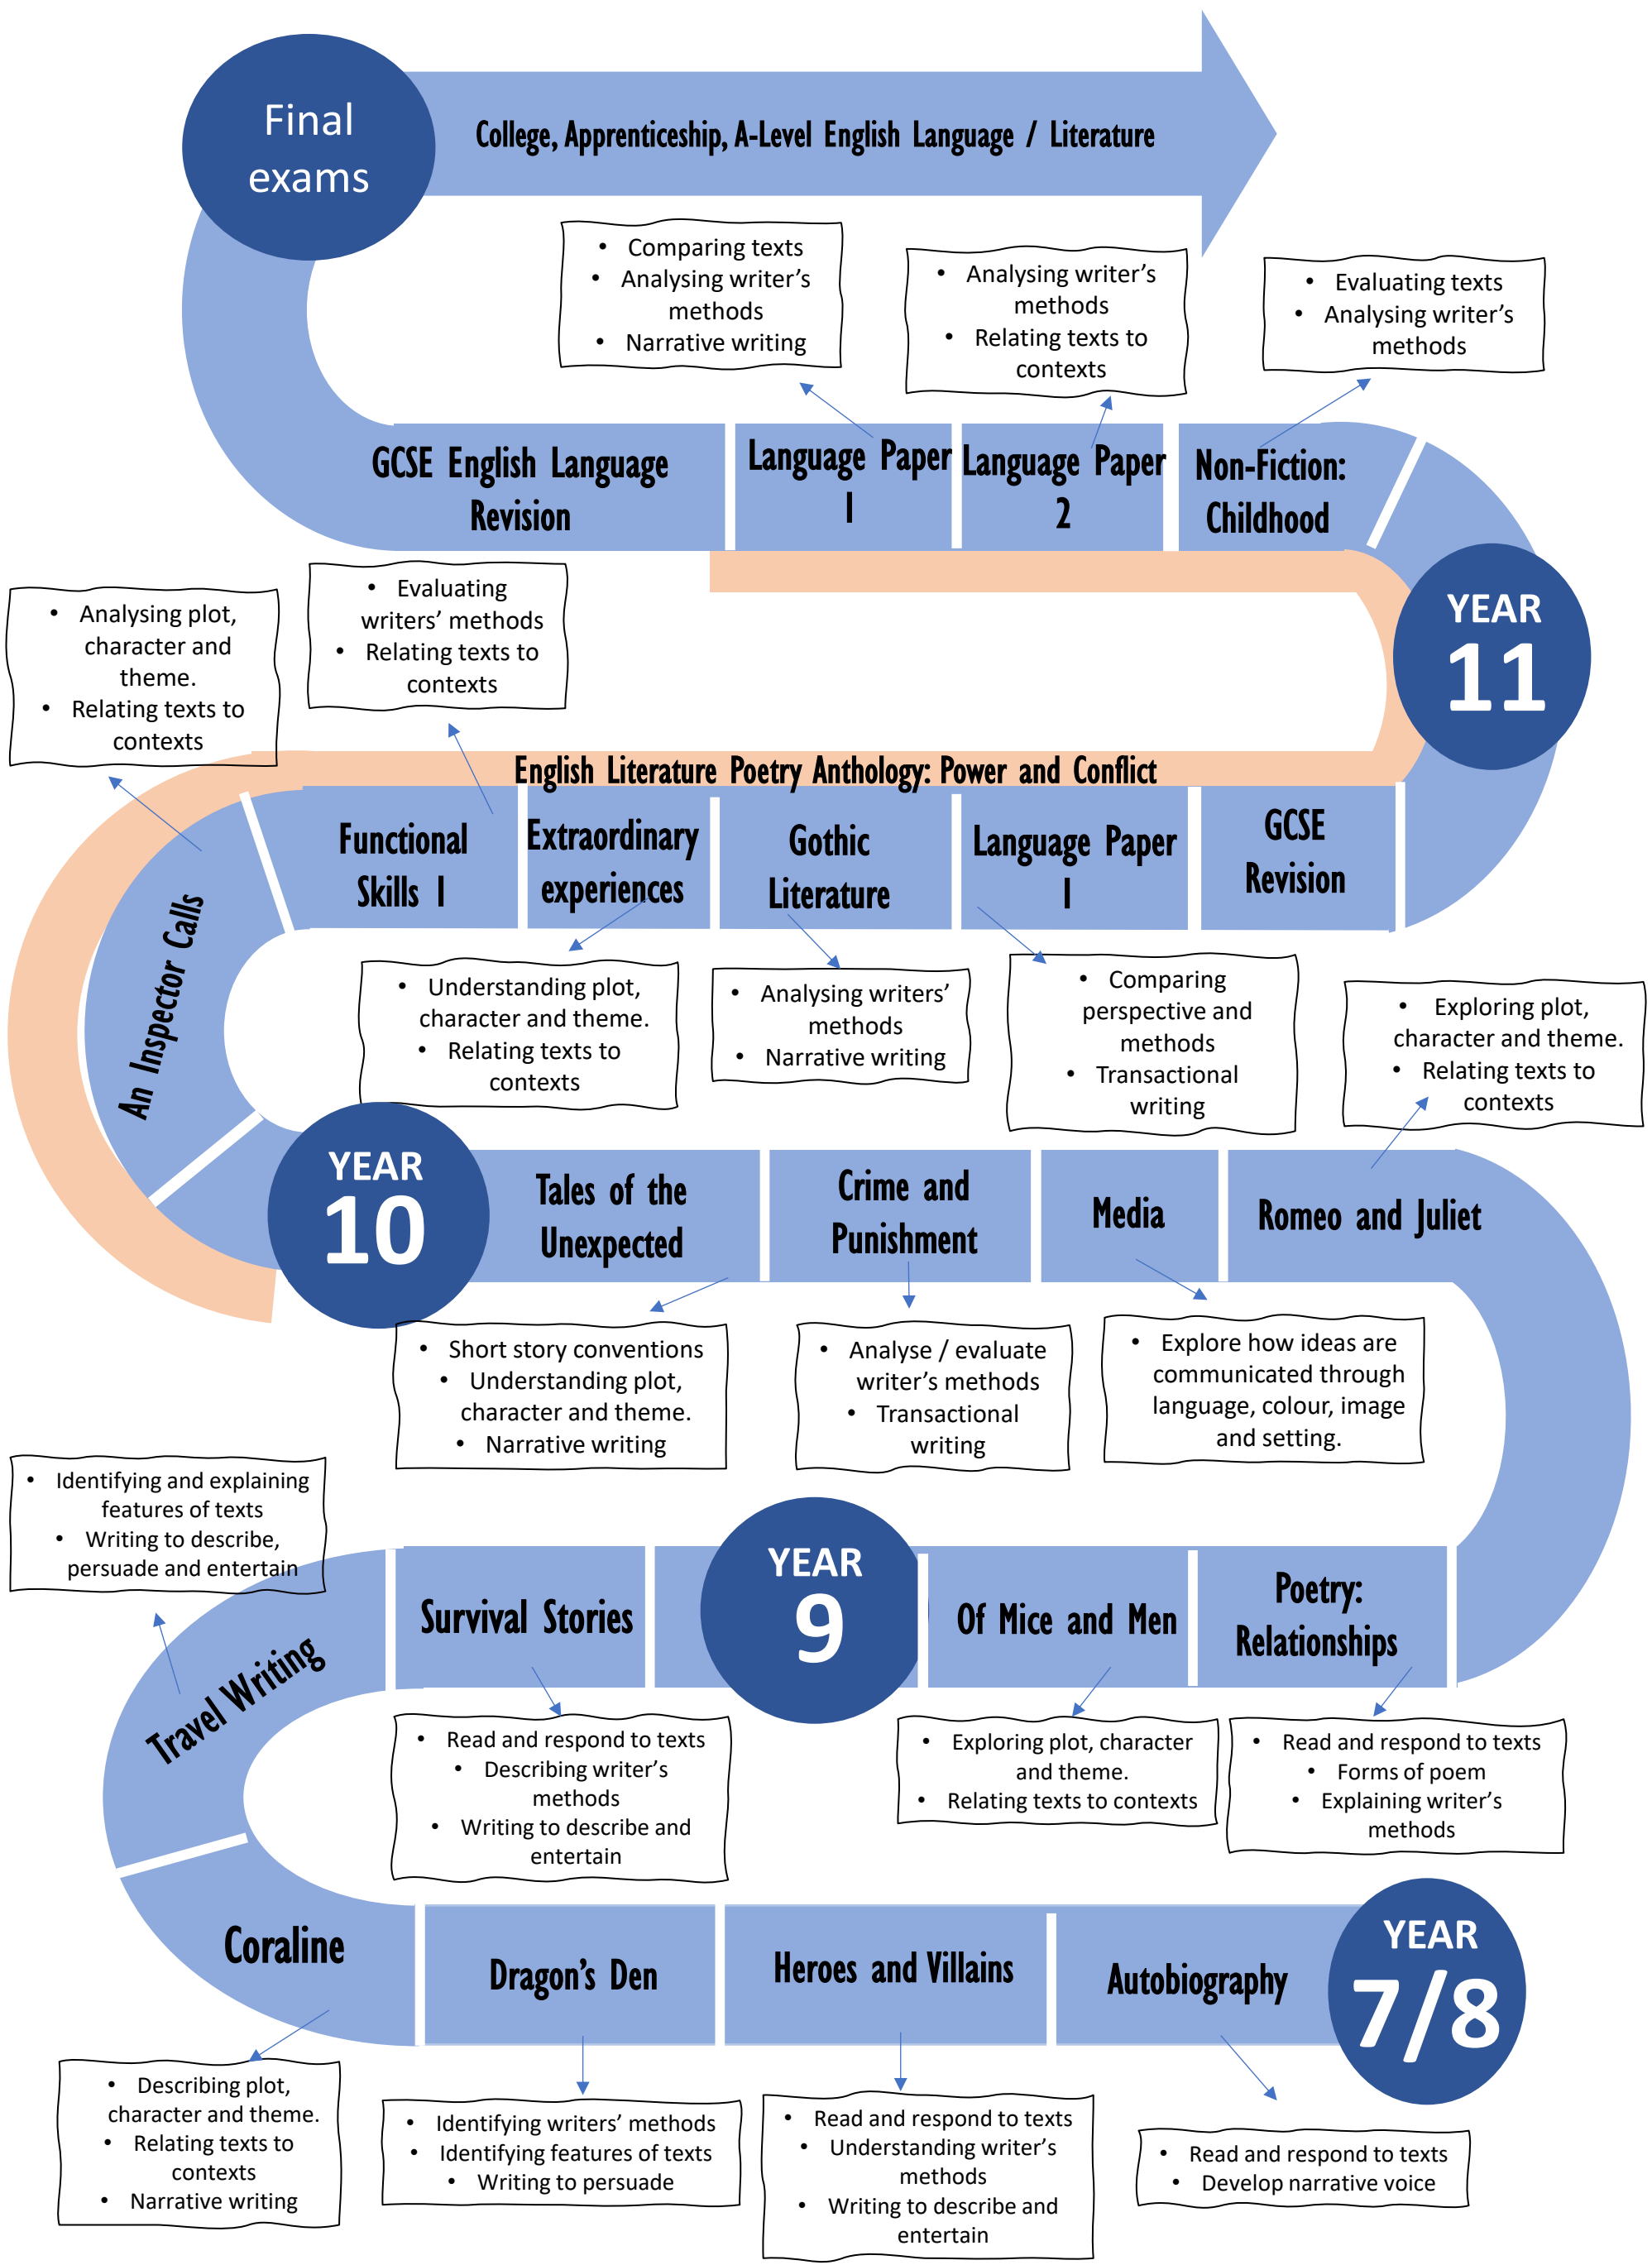 Final
exams
College, Apprenticeship, A-Level English Language / Literature
• Comparing texts
• Analysing writer's
methods
• Narrative writing
• Analysing writer's
methods
• Relating texts to
contexts
• Evaluating texts
• Analysing writer's
methods
GCSE English Language
Revision
Language Paper
1
Language Paper
2
Non-Fiction:
Childhood
YEAR
11
• Analysing plot,
character and
theme.
• Relating texts to
contexts
• Evaluating
writers' methods
• Relating texts to
contexts
English Literature Poetry Anthology: Power and Conflict
An Inspector Calls
Functional
Skills 1
Extraordinary
experiences
Gothic
Literature
Language Paper
1
GCSE
Revision
• Understanding plot,
character and theme.
• Relating texts to
contexts
• Analysing writers'
methods
• Narrative writing
• Comparing
perspective and
methods
• Transactional
writing
• Exploring plot,
character and theme.
• Relating texts to
contexts
YEAR
10
Tales of the
Unexpected
Crime and
Punishment
Media
Romeo and Juliet
• Short story conventions
• Understanding plot,
character and theme.
• Narrative writing
• Analyse / evaluate
writer's methods
• Transactional
writing
• Explore how ideas are
communicated through
language, colour, image
and setting.
• Identifying and explaining
features of texts
• Writing to describe,
persuade and entertain
Travel Writing
Survival Stories
YEAR
9
Of Mice and Men
Poetry:
Relationships
• Read and respond to texts
• Describing writer's
methods
• Writing to describe and
entertain
• Exploring plot, character
and theme.
• Relating texts to contexts
• Read and respond to texts
• Forms of poem
• Explaining writer's
methods
Coraline
Dragon's Den
Heroes and Villains
Autobiography
YEAR
7/8
• Describing plot,
character and theme.
• Relating texts to
contexts
• Narrative writing
• Identifying writers' methods
• Identifying features of texts
• Writing to persuade
• Read and respond to texts
• Understanding writer's
methods
• Writing to describe and
entertain
• Read and respond to texts
• Develop narrative voice